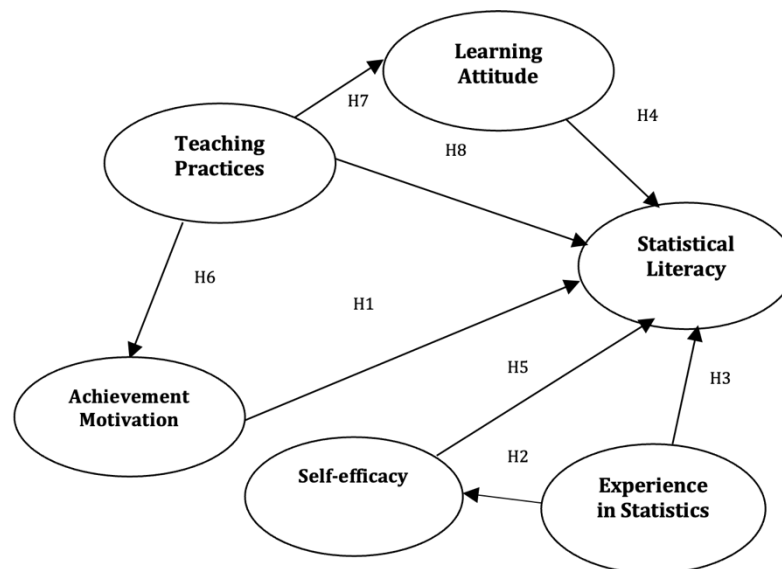 Learning
Attitude
H7
H4
Teaching
Practices
H8
Statistical
Literacy
H6
H1
Achievement
Motivation
H5
H3
Self-efficacy
H2
Experience
in Statistics